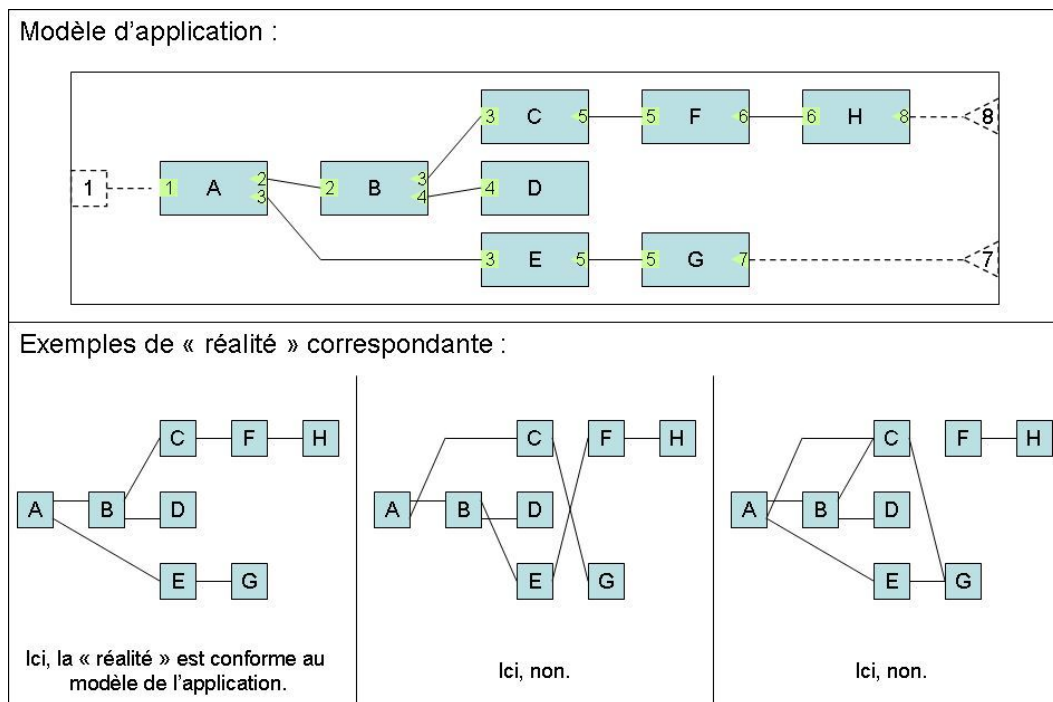 Modèle d'application :
3 C 5 5 F 6 6 H 8 8
1 1 A 2 3 2 B 3 4 4 D
3 E 5 5 G 7 7
Exemples de « réalité » correspondante :
C F H
A B D
E G
Ici, la « réalité » est conforme au
modèle de l'application.
C F H
A B D
E G
Ici, non.
C F H
A B D
E G
Ici, non.